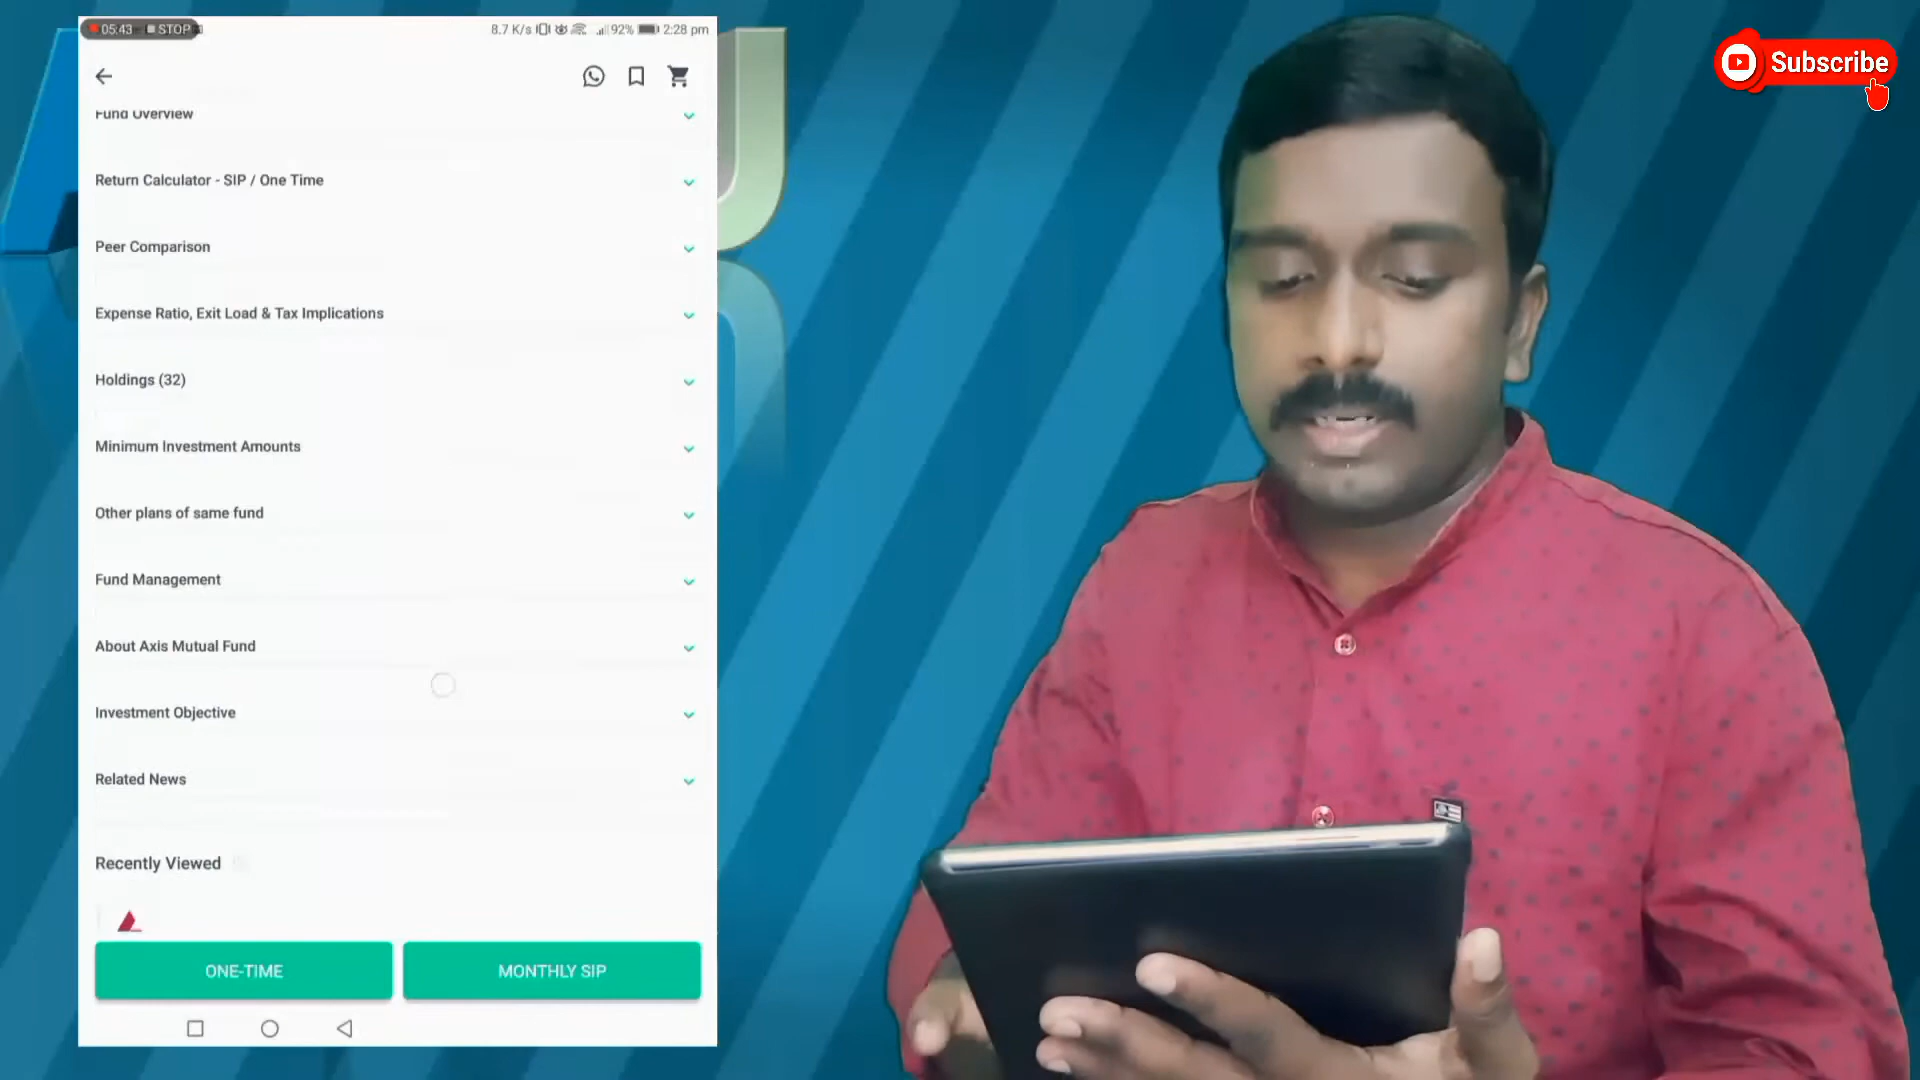 05:43 STOP
8.7 K/s 92% 2:28 pm
Subscribe
Fund Overview
Return Calculator - SIP / One Time
Peer Comparison
Expense Ratio, Exit Load & Tax Implications
Holdings (32)
Minimum Investment Amounts
Other plans of same fund
Fund Management
About Axis Mutual Fund
Investment Objective
Related News
Recently Viewed
ONE-TIME
MONTHLY SIP